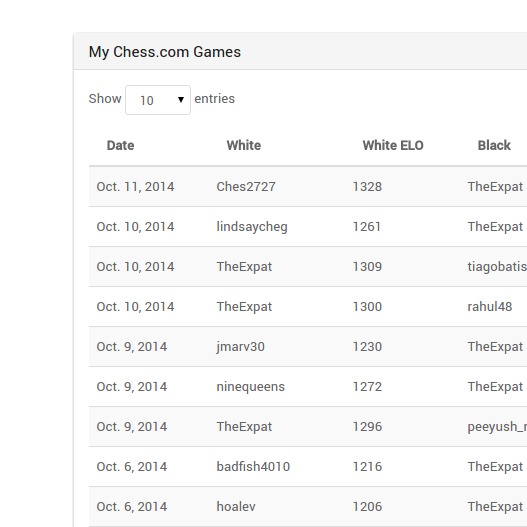 My Chess.com Games
Show 10 entries
Date White White ELO Black
Oct. 11, 2014 Ches2727 1328 TheExpat
Oct. 10, 2014 lindsaycheg 1261 TheExpat
Oct. 10, 2014 TheExpat 1309 tiagobatis
Oct. 10, 2014 TheExpat 1300 rahul48
Oct. 9, 2014 jmarv30 1230 TheExpat
Oct. 9, 2014 ninequeens 1272 TheExpat
Oct. 9, 2014 TheExpat 1296 peeyush_
Oct. 6, 2014 badfish4010 1216 TheExpat
Oct. 6, 2014 hoalev 1206 TheExpat